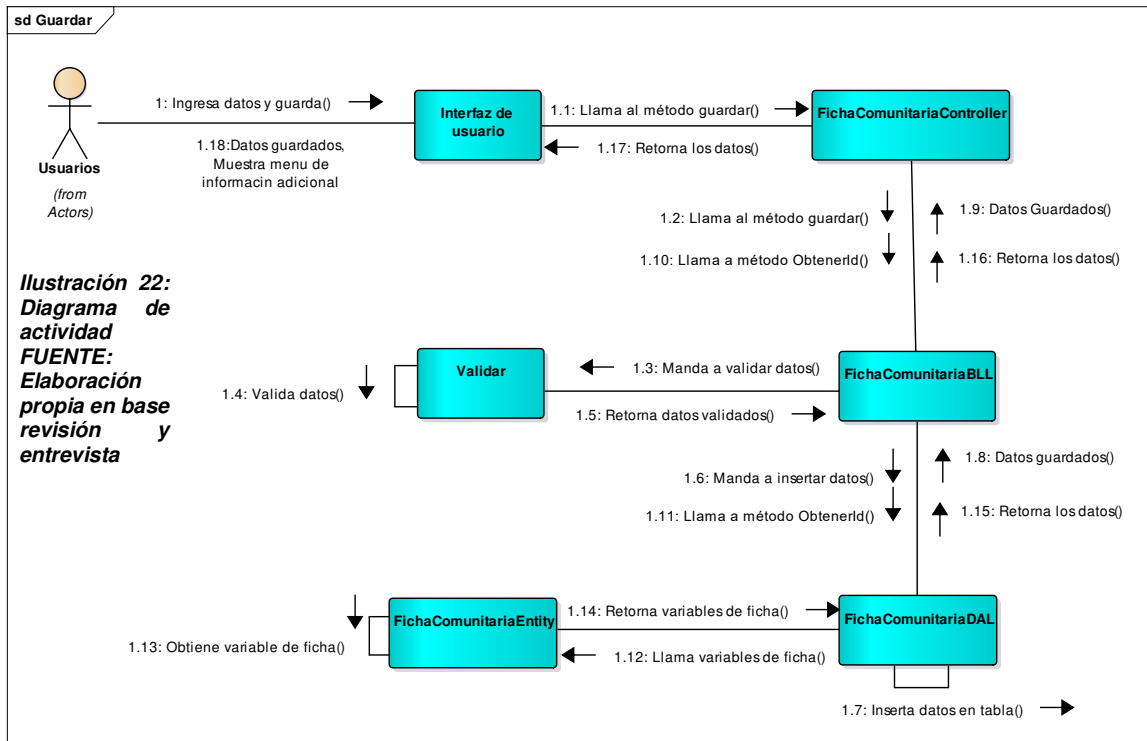 sd Guardar
1: Ingresa datos y guarda()
Interfaz de
usuario
1.1: Llama al método guardar()
FichaComunitariaController
1.18:Datos guardados,
Muestra menu de
informacin adicional
1.17: Retorna los datos()
Usuarios
(from
Actors)
1.2: Llama al método guardar()
1.9: Datos Guardados()
1.10: Llama a método ObtenerId()
1.16: Retorna los datos()
Ilustración 22:
Diagrama de
actividad
FUENTE:
Elaboración
propia en base
revisión y
entrevista
1.4: Valida datos()
Validar
1.3: Manda a validar datos()
FichaComunitariaBLL
1.5: Retorna datos validados()
1.6: Manda a insertar datos()
1.8: Datos guardados()
1.11: Llama a método ObtenerId()
1.15: Retorna los datos()
FichaComunitariaEntity
1.14: Retorna variables de ficha()
FichaComunitariaDAL
1.13: Obtiene variable de ficha()
1.12: Llama variables de ficha()
1.7: Inserta datos en tabla()